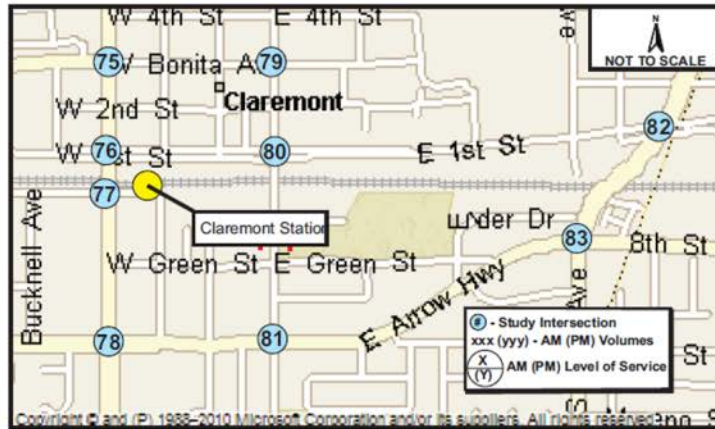 W 4th St
E 4th St
N
NOT TO SCALE
75
W Bonita A
79
Claremont
W 2nd St
82
76
80
E 1st St
77
Claremont Station
83
8th St
W Green St
E Green St
Bucknell Ave
E Arrow Hwy
Ave
# - Study Intersection
xxx (yyy) - AM (PM) Volumes
X
(Y)
AM (PM) Level of Service
St
78
81
Copyright © and (P) 1988–2010 Microsoft Corporation and/or its suppliers. All rights reserved.